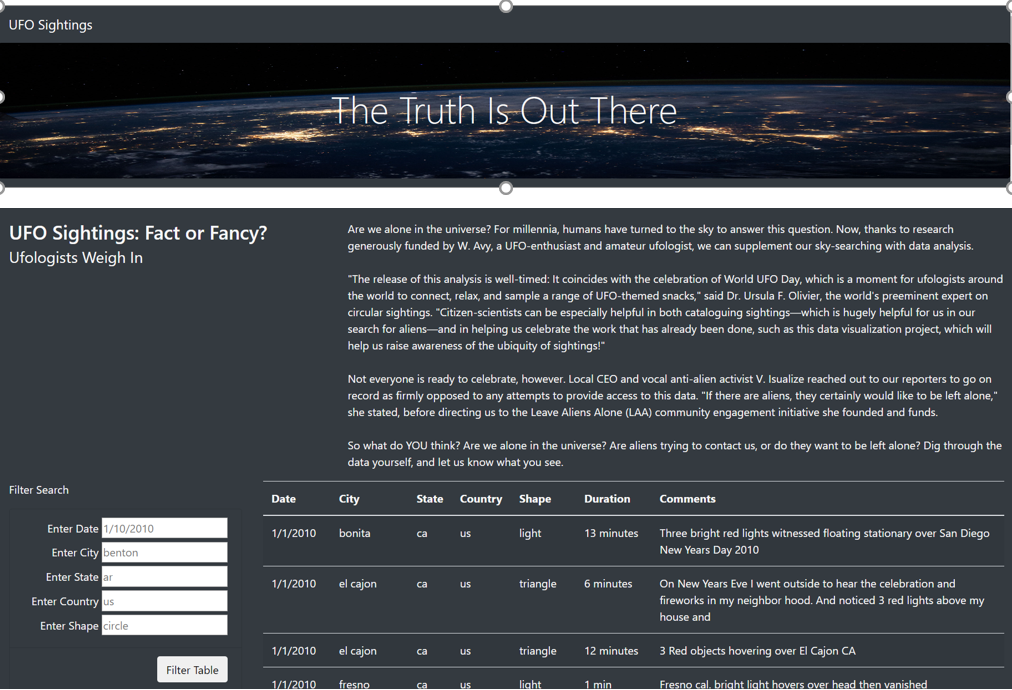 UFO Sightings
The Truth Is Out There
UFO Sightings: Fact or Fancy?
Ufologists Weigh In
Are we alone in the universe? For millennia, humans have turned to the sky to answer this question. Now, thanks to research
generously funded by W. Avy, a UFO-enthusiast and amateur ufologist, we can supplement our sky-searching with data analysis.
"The release of this analysis is well-timed: It coincides with the celebration of World UFO Day, which is a moment for ufologists around
the world to connect, relax, and sample a range of UFO-themed snacks," said Dr. Ursula F. Olivier, the world's preeminent expert on
circular sightings. "Citizen-scientists can be especially helpful in both cataloguing sightings—which is hugely helpful for us in our
search for aliens—and in helping us celebrate the work that has already been done, such as this data visualization project, which will
help us raise awareness of the ubiquity of sightings!"
Not everyone is ready to celebrate, however. Local CEO and vocal anti-alien activist V. Isualize reached out to our reporters to go on
record as firmly opposed to any attempts to provide access to this data. "If there are aliens, they certainly would like to be left alone,"
she stated, before directing us to the Leave Aliens Alone (LAA) community engagement initiative she founded and funds.
So what do YOU think? Are we alone in the universe? Are aliens trying to contact us, or do they want to be left alone? Dig through the
data yourself, and let us know what you see.
Filter Search
Enter Date 1/10/2010
Enter City benton
Enter State ar
Enter Country us
Enter Shape circle
Filter Table
Date City State Country Shape Duration Comments
1/1/2010 bonita ca us light 13 minutes Three bright red lights witnessed floating stationary over San Diego
New Years Day 2010
1/1/2010 el cajon ca us triangle 6 minutes On New Years Eve I went outside to hear the celebration and
fireworks in my neighbor hood. And noticed 3 red lights above my
house and
1/1/2010 el cajon ca us triangle 12 minutes 3 Red objects hovering over El Cajon CA
1/1/2010 fresno ca us light 1 min Fresno cal. bright light hovers over head then vanished